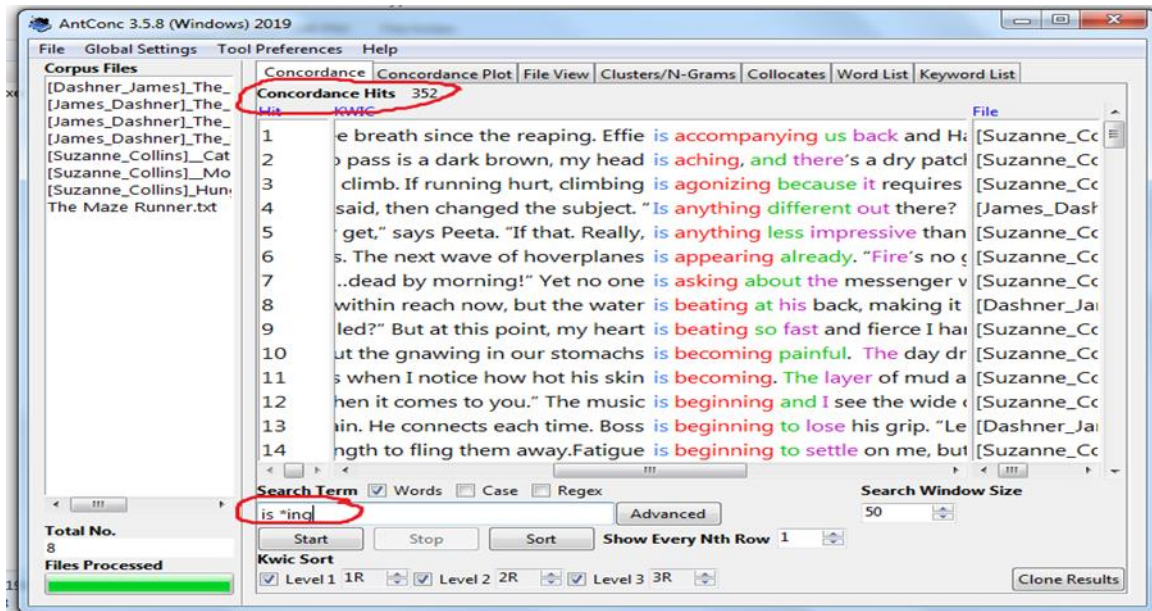 AntConc 3.5.8 (Windows) 2019
File Global Settings Tool Preferences Help
Corpus Files
[Dashner_James]_The_
[James_Dashner]_The_
[James_Dashner]_The_
[James_Dashner]_The_
[Suzanne_Collins]__Cat
[Suzanne_Collins]__Mo
[Suzanne_Collins]_Hun
The Maze Runner.txt
Total No.
8
Files Processed
Concordance Concordance Plot File View Clusters/N-Grams Collocates Word List Keyword List
Concordance Hits 352
Hit KWIC File
1 e breath since the reaping. Effie is accompanying us back and Ha [Suzanne_Cc
2 pass is a dark brown, my head is aching, and there's a dry patch [Suzanne_Cc
3 climb. If running hurt, climbing is agonizing because it requires [Suzanne_Cc
4 said, then changed the subject. "Is anything different out there? [James_Dash
5 get," says Peeta. "If that. Really, is anything less impressive than [Suzanne_Cc
6 s. The next wave of hoverplanes is appearing already. "Fire's no [Suzanne_Cc
7 ...dead by morning!" Yet no one is asking about the messenger [Suzanne_Cc
8 within reach now, but the water is beating at his back, making it [Dashner_Ja
9 led?" But at this point, my heart is beating so fast and fierce I ha [Suzanne_Cc
10 ut the gnawing in our stomachs is becoming painful. The day dr [Suzanne_Cc
11 s when I notice how hot his skin is becoming. The layer of mud a [Suzanne_Cc
12 hen it comes to you." The music is beginning and I see the wide [Suzanne_Cc
13 in. He connects each time. Boss is beginning to lose his grip. "Le [Dashner_Ja
14 ngth to fling them away.Fatigue is beginning to settle on me, but [Suzanne_Cc
Search Term Words Case Regex Search Window Size
is *ing Advanced 50
Start Stop Sort Show Every Nth Row 1
Kwic Sort
Level 1 1R Level 2 2R Level 3 3R Clone Results